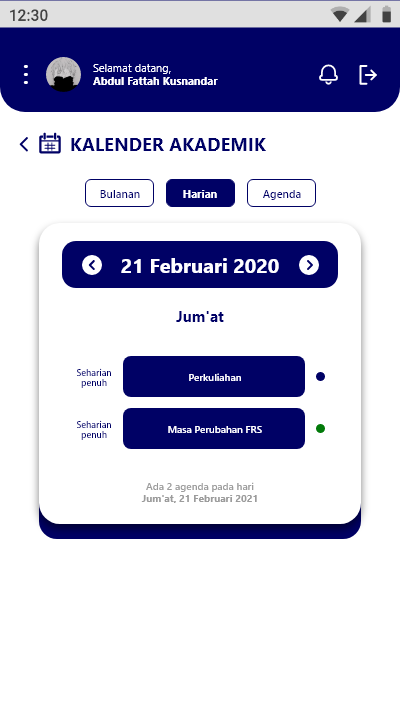 12:30
Selamat datang,
Abdul Fattah Kusnandar
KALENDER AKADEMIK
Bulanan
Harian
Agenda
21 Februari 2020
Jum'at
Seharian
penuh
Perkuliahan
Seharian
penuh
Masa Perubahan FRS
Ada 2 agenda pada hari
Jum'at, 21 Februari 2021